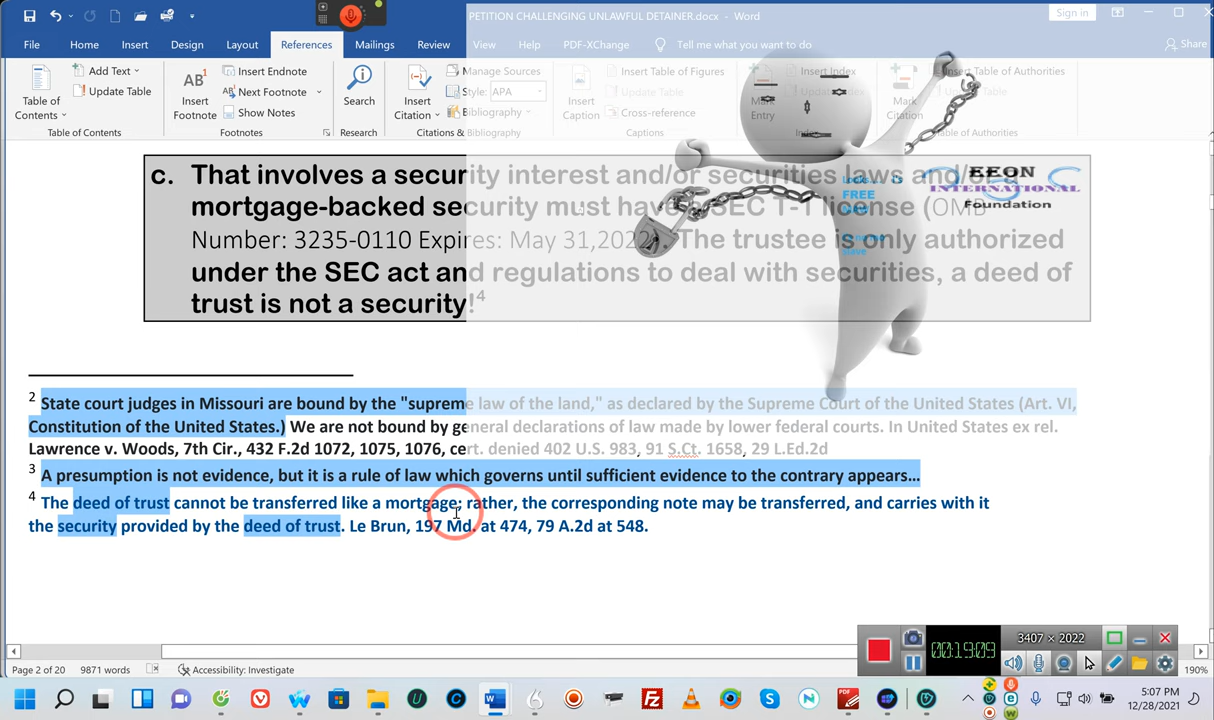 PETITION CHALLENGING UNLAWFUL DETAINER.docx - Word
Sign in
File Home Insert Design Layout References Mailings Review View Help PDF-XChange Tell me what you want to do
Share
Table of Contents
Add Text
Update Table
Table of Contents
AB1
Insert Footnote
Insert Endnote
Next Footnote
Show Notes
Footnotes
Search
Research
Insert Citation
Manage Sources
Style: APA
Bibliography
Citations & Bibliography
Insert Caption
Insert Table of Figures
Update Table
Cross-reference
Captions
Mark Entry
Insert Index
Update Index
Mark Citation
Insert Table of Authorities
Table of Authorities
c. That involves a security interest and/or securities laws and/or a
mortgage-backed security must have a SEC T-1 license (OMB
Number: 3235-0110 Expires: May 31,2022). The trustee is only authorized
under the SEC act and regulations to deal with securities, a deed of
trust is not a security!4
EEON
INTERNATIONAL
Foundation
FREE
Slave
2 State court judges in Missouri are bound by the "supreme law of the land," as declared by the Supreme Court of the United States (Art. VI,
Constitution of the United States.) We are not bound by general declarations of law made by lower federal courts. In United States ex rel.
Lawrence v. Woods, 7th Cir., 432 F.2d 1072, 1075, 1076, cert. denied 402 U.S. 983, 91 S.Ct. 1658, 29 L.Ed.2d
3 A presumption is not evidence, but it is a rule of law which governs until sufficient evidence to the contrary appears...
4 The deed of trust cannot be transferred like a mortgage; rather, the corresponding note may be transferred, and carries with it
the security provided by the deed of trust. Le Brun, 197 Md. at 474, 79 A.2d at 548.
00:19:09
3407 × 2022
Page 2 of 20 9871 words Accessibility: Investigate 190%
5:07 PM
12/28/2021